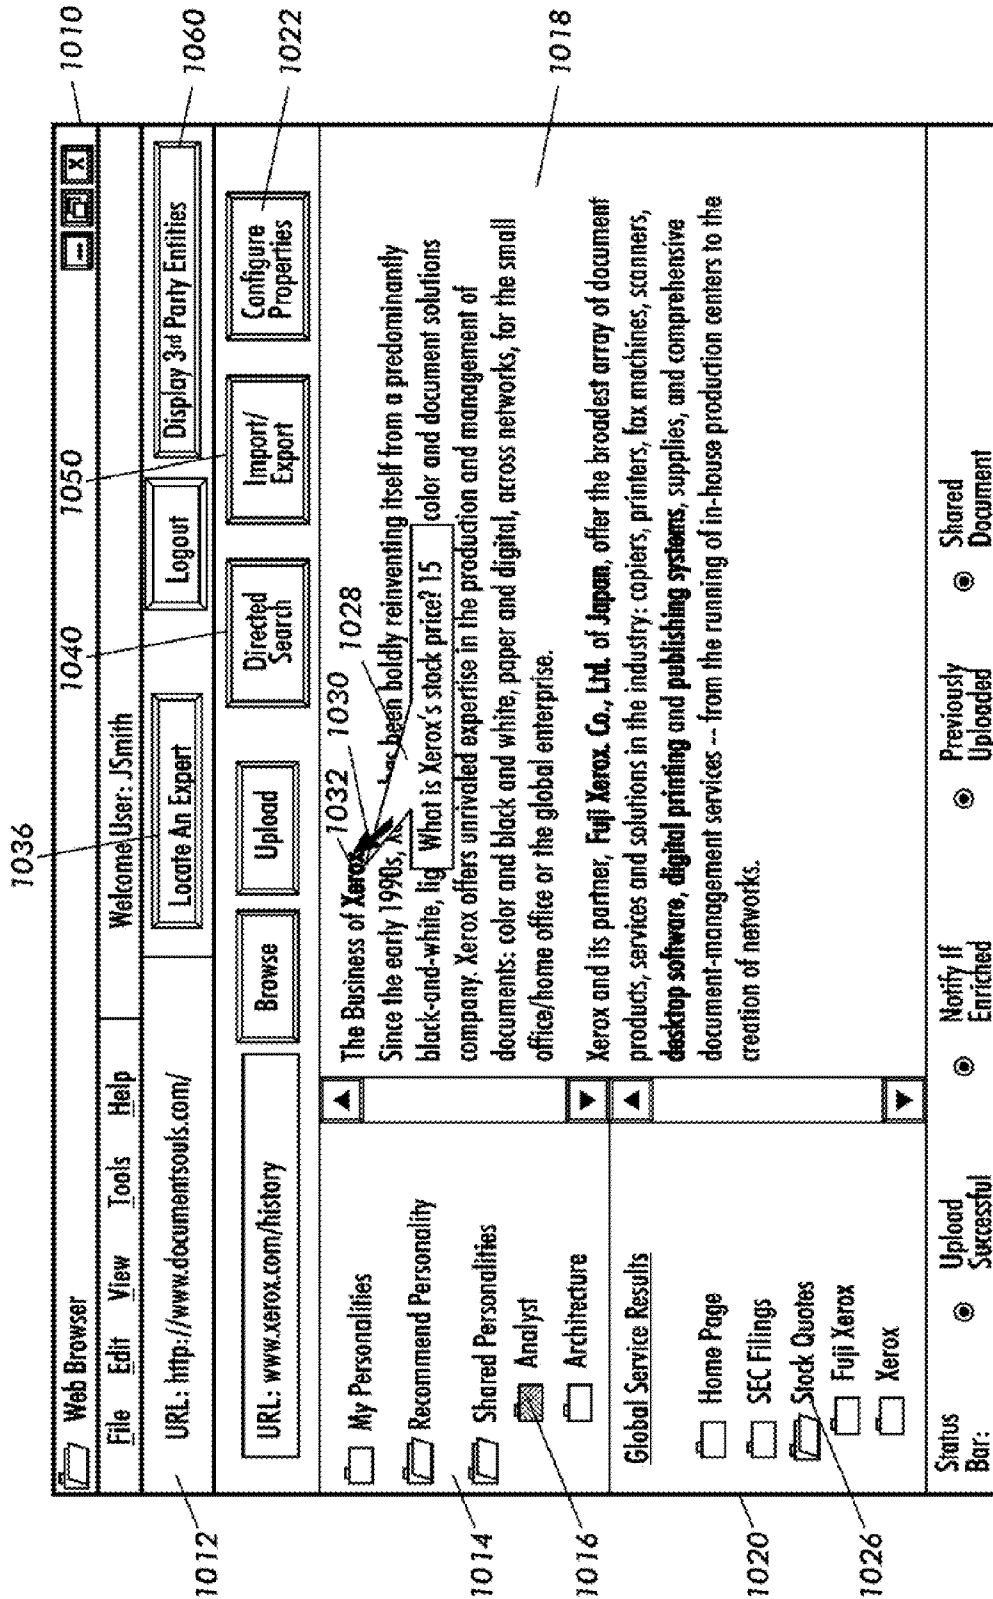 1010
1060
1022
1036
1040
1050
1018
Web Browser
File Edit View Tools Help
Welcome User: JSmith
URL: http://www.documentsouls.com/
Locate An Expert
Logout
Display 3rd Party Entities
URL: www.xerox.com/history
Browse
Upload
Directed
Search
Import/
Export
Configure
Properties
1012
1032
1030
1028
My Personalities
Recommend Personality
Shared Personalities
Analyst
Architecture
1014
1016
Global Service Results
Home Page
SEC Filings
Stock Quotes
Fuji Xerox
Xerox
1020
1026
The Business of Xerox
Since the early 1990s, has been boldly reinventing itself from a predominantly
black-and-white, lig What is Xerox's stock price? 15 color and document solutions
company. Xerox offers unrivaled expertise in the production and management of
documents: color and black and white, paper and digital, across networks, for the small
office/home office or the global enterprise.
Xerox and its partner, Fuji Xerox Co., Ltd. of Japan, offer the broadest array of document
products, services and solutions in the industry: copiers, printers, fax machines, scanners,
desktop software, digital printing and publishing systems, supplies, and comprehensive
document-management services -- from the running of in-house production centers to the
creation of networks.
Status
Bar:
Upload
Successful
Notify If
Enriched
Previously
Uploaded
Shared
Document